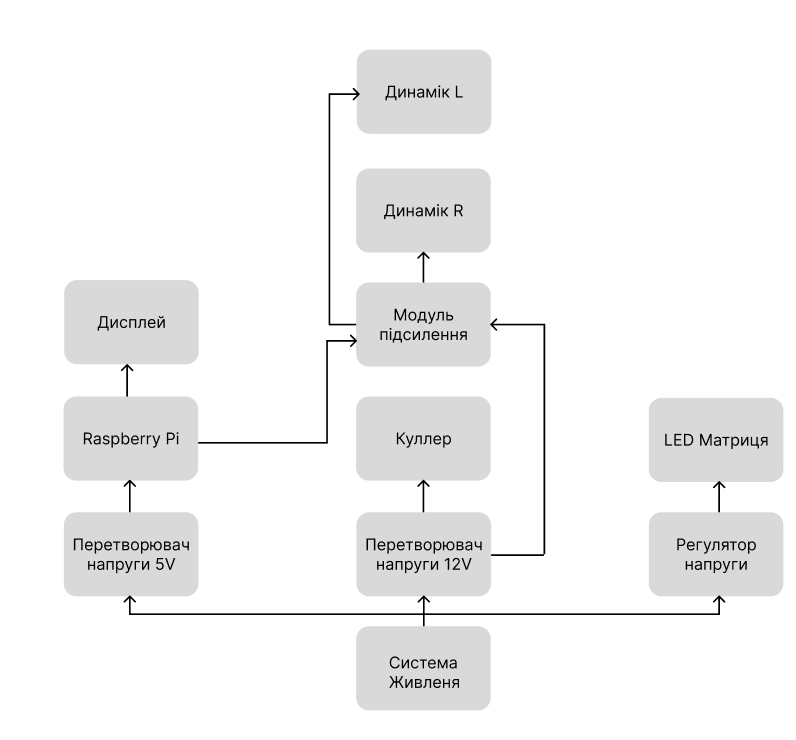 Динамік L
Динамік R
Модуль
підсилення
Дисплей
Raspberry Pi
Куллер
LED Матриця
Перетворювач
напруги 5V
Перетворювач
напруги 12V
Регулятор
напруги
Система
Живленя